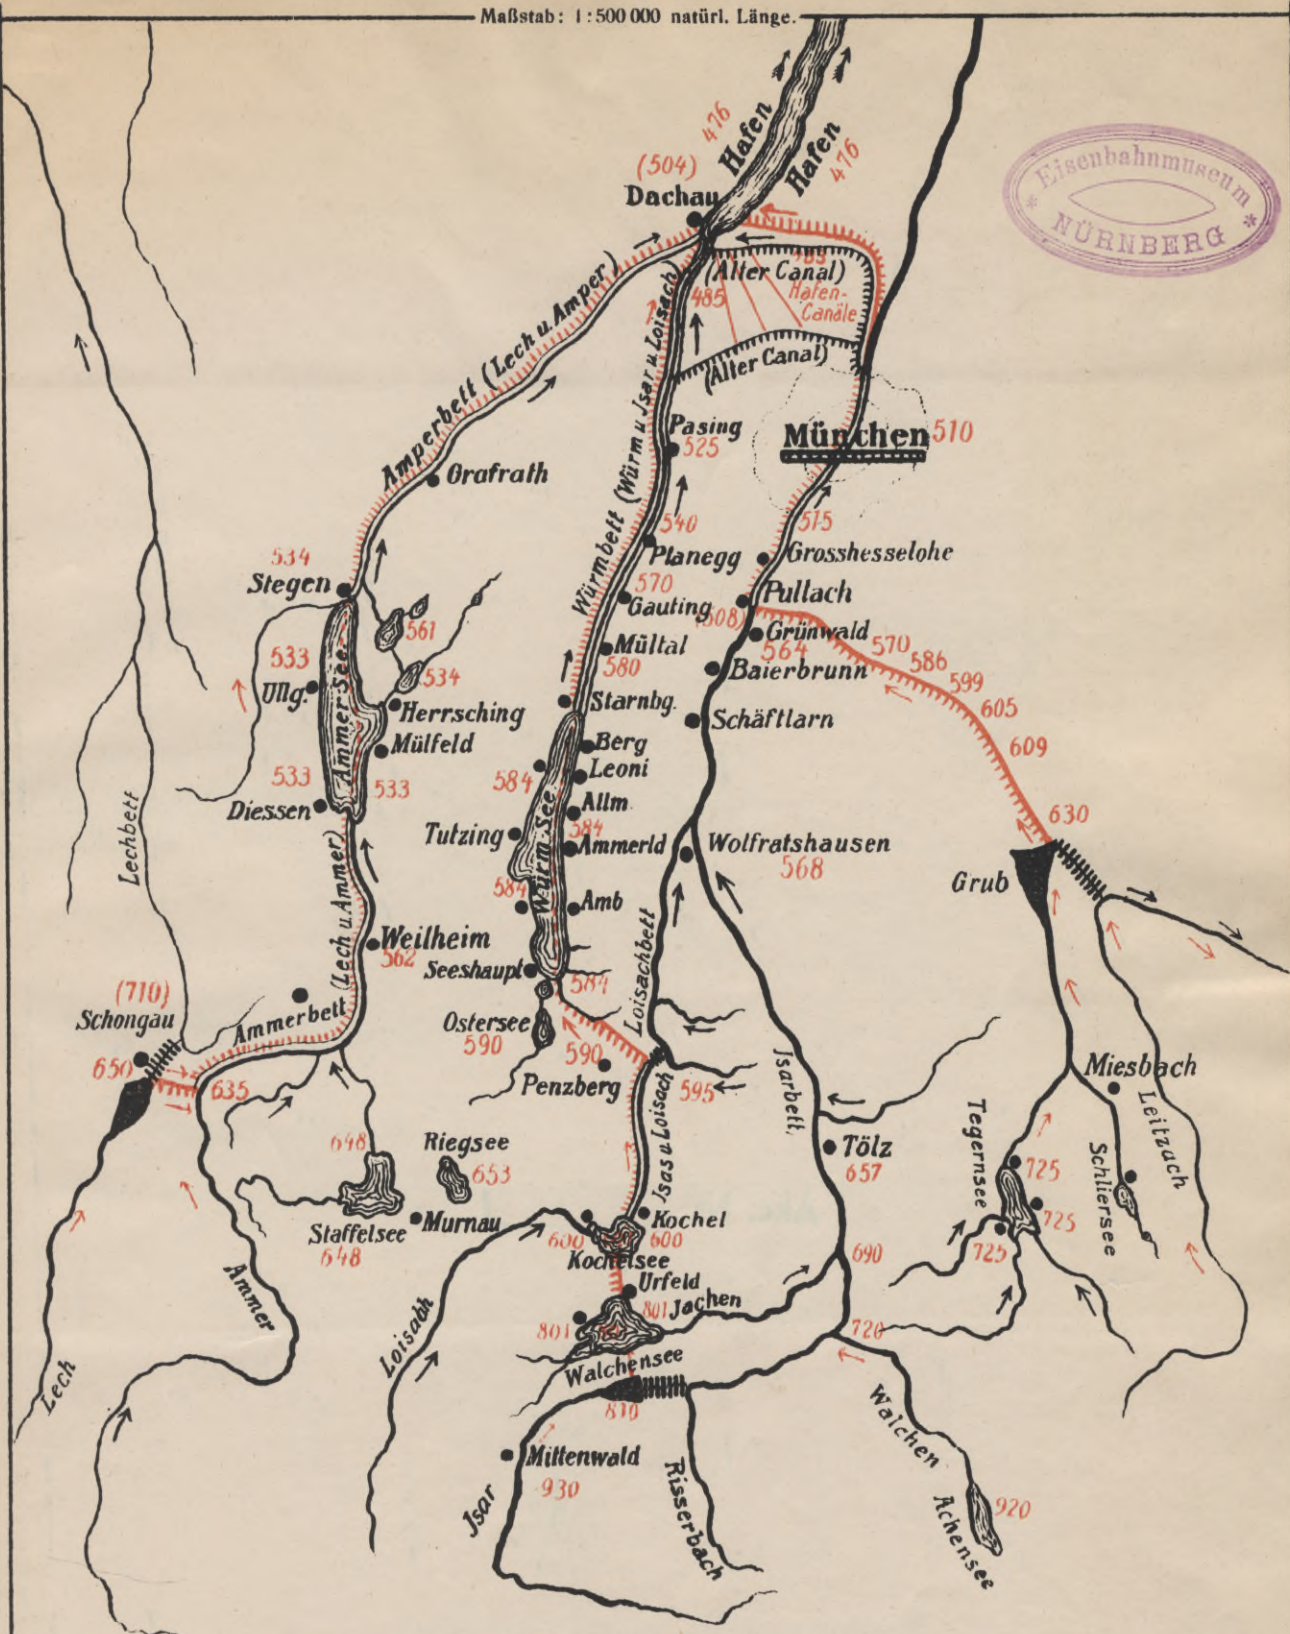 Maßstab: 1:500 000 natürl. Länge.
476
Hafen
Hafen
476
Eisenbahnmuseum
* *
NÜRNBERG
(504)
Dachau
(Alter Canal)
485
Hafen-
Canäle
(Alter Canal)
Amperbett (Lech u. Amper)
Würmbett (Würm u Isar u. Loisach)
Pasing
525
München 510
Grafrath
515
540
Planegg
Grosshesselohe
534
Stegen
570
Gauting
Pullach
(508)
Grünwald
564
570
586
599
605
609
630
561
534
533
Utlg.
Ammer See
Herrsching
Mülfeld
533
533
Diessen
Mültal
580
Baierbrunn
Starnbg.
Schäftlarn
Berg
584
Leoni
Allm
584
Tutzing
Würm See
Ammerld
584
Amb
Wolfratshausen
568
Grub
Lechbett
(Lech u. Ammer)
Weilheim
562
Seeshaupt
584
Loisachbett
(710)
Schongau
Ammerbett
650
635
Ostersee
590
590
Penzberg
595
Isarbett
Isas u Loisach
Miesbach
Leitzach
Tegernsee
Schliersee
648
Riegsee
653
Tölz
657
725
725
725
Staffelsee
648
Murnau
Kochel
600
600
Kochelsee
Urfeld
801
Jachen
801
690
720
Ammer
Loisabh
Walchensee
810
Lech
Mittenwald
930
Isar
Risserbach
Walchen
Achensee
920